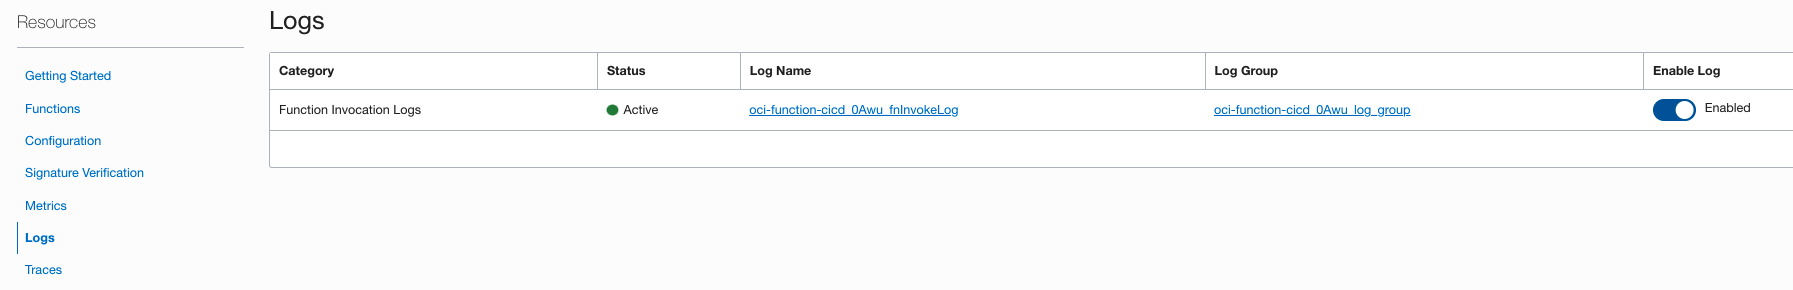 Resources
Getting Started
Functions
Configuration
Signature Verification
Metrics
Logs
Traces
Logs
Category Status Log Name Log Group Enable Log
Function Invocation Logs Active oci-function-cicd_0Awu_fnInvokeLog oci-function-cicd_0Awu_log_group Enabled